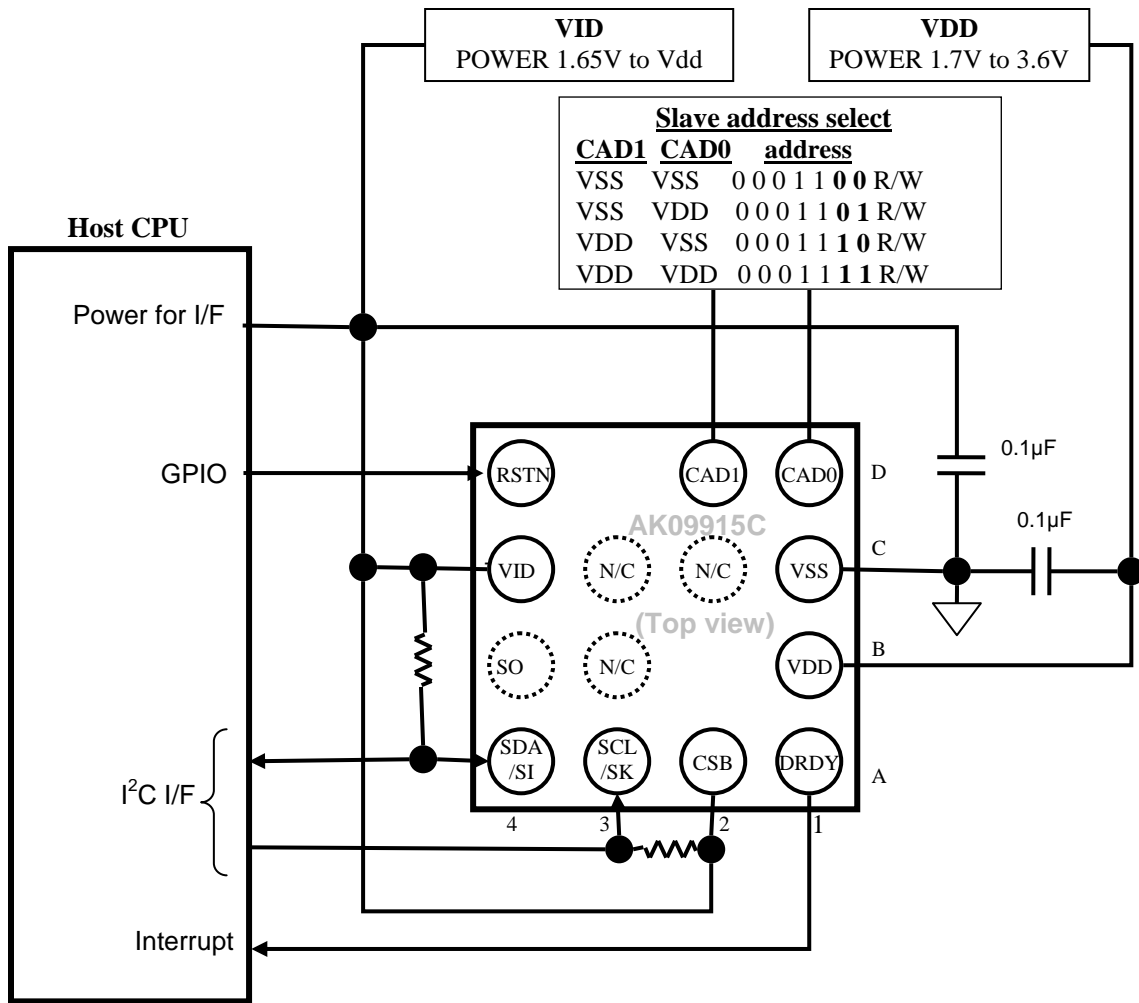 VID
POWER 1.65V to Vdd
VDD
POWER 1.7V to 3.6V
Slave address select
CAD1 CAD0 address
VSS VSS 0 0 0 1 1 0 0 R/W
VSS VDD 0 0 0 1 1 0 1 R/W
VDD VSS 0 0 0 1 1 1 0 R/W
VDD VDD 0 0 0 1 1 1 1 R/W
Host CPU
Power for I/F
GPIO
I²C I/F
Interrupt
RSTN
CAD1
CAD0
D
AK09915C
VID
N/C
N/C
VSS
C
(Top view)
SO
N/C
VDD
B
SDA
/SI
SCL
/SK
CSB
DRDY
A
4
3
2
1
0.1µF
0.1µF